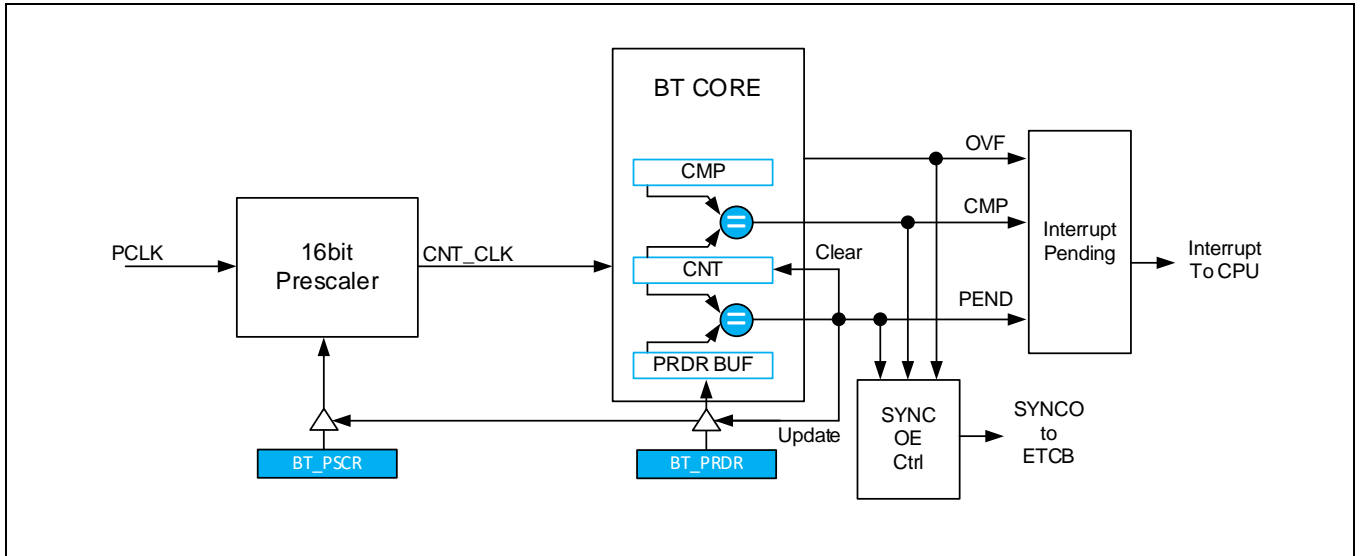 BT CORE
OVF
CMP
CMP
PCLK
16bit
Prescaler
CNT_CLK
Clear
CNT
Interrupt
Pending
Interrupt
To CPU
PEND
PRDR BUF
Update
SYNC
OE
Ctrl
SYNCO
to
ETCB
BT_PSCR
BT_PRDR